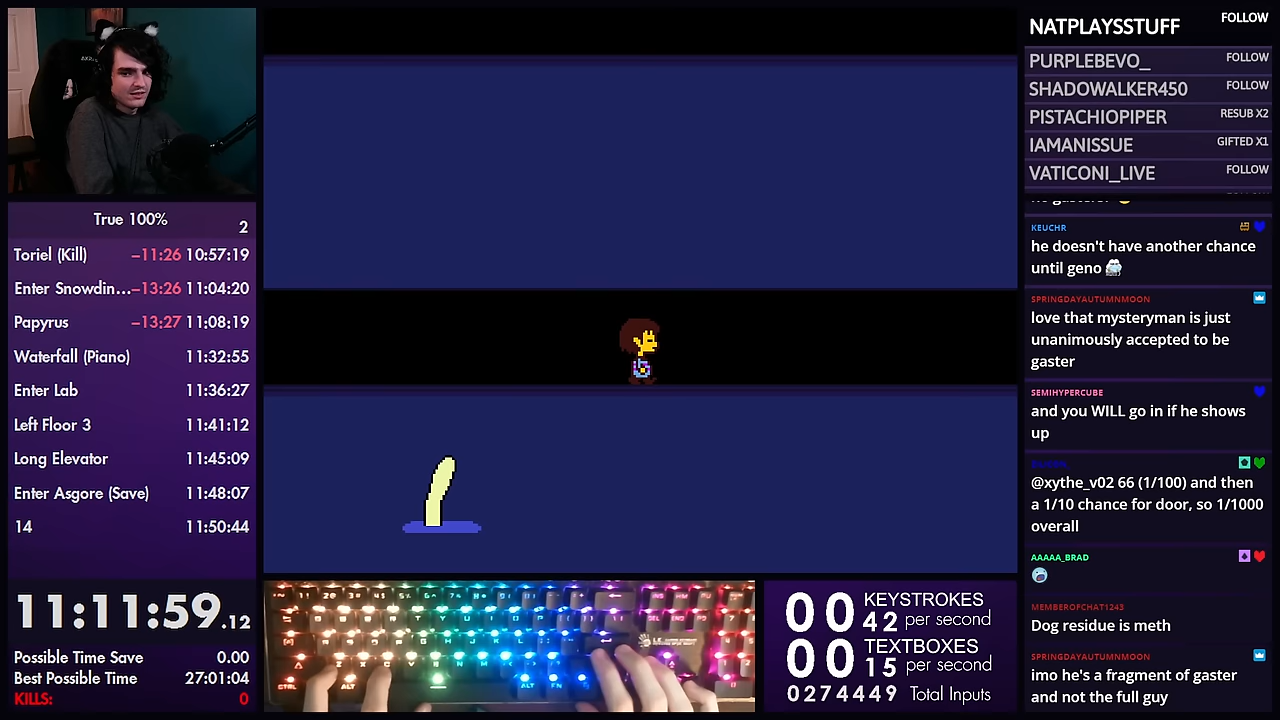 True 100%
2
Toriel (Kill) −11:26 10:57:19
Enter Snowdin... −13:26 11:04:20
Papyrus −13:27 11:08:19
Waterfall (Piano) 11:32:55
Enter Lab 11:36:27
Left Floor 3 11:41:12
Long Elevator 11:45:09
Enter Asgore (Save) 11:48:07
14 11:50:44
11:11:59.12
Possible Time Save 0.00
Best Possible Time 27:01:04
KILLS: 0
CTRL
ALT
ALT
FN
00 KEYSTROKES
42 per second
00 TEXTBOXES
15 per second
0274449 Total Inputs
NATPLAYSSTUFF FOLLOW
PURPLEBEVO_ FOLLOW
SHADOWALKER450 FOLLOW
PISTACHIOPIPER RESUB X2
IAMANISSUE GIFTED X1
VATICONI_LIVE FOLLOW
KEUCHR
he doesn't have another chance
until geno
SPRINGDAYAUTUMNMOON
love that mysteryman is just
unanimously accepted to be
gaster
SEMIHYPERCUBE
and you WILL go in if he shows
up
@xythe_v02 66 (1/100) and then
a 1/10 chance for door, so 1/1000
overall
AAAAA_BRAD
MEMBEROFCHAT1243
Dog residue is meth
SPRINGDAYAUTUMNMOON
imo he's a fragment of gaster
and not the full guy